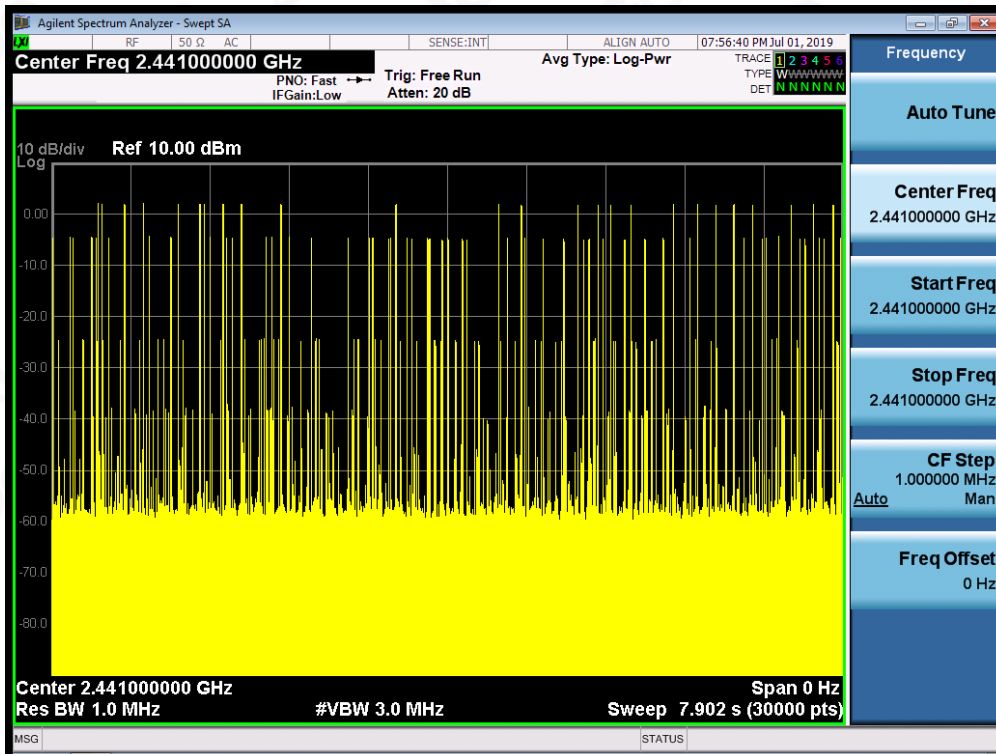 Agilent Spectrum Analyzer - Swept SA
LXI RF 50 Ω AC SENSE:INT ALIGN AUTO 07:56:40 PM Jul 01, 2019
Center Freq 2.441000000 GHz
PNO: Fast
IFGain:Low
Trig: Free Run
Atten: 20 dB
Avg Type: Log-Pwr
TRACE 1 2 3 4 5 6
TYPE WWWWWW
DET N N N N N N
10 dB/div Ref 10.00 dBm
Log
0.00
-10.0
-20.0
-30.0
-40.0
-50.0
-60.0
-70.0
-80.0
Center 2.441000000 GHz Span 0 Hz
Res BW 1.0 MHz #VBW 3.0 MHz Sweep 7.902 s (30000 pts)
MSG STATUS
Frequency
Auto Tune
Center Freq
2.441000000 GHz
Start Freq
2.441000000 GHz
Stop Freq
2.441000000 GHz
CF Step
1.000000 MHz
Auto Man
Freq Offset
0 Hz